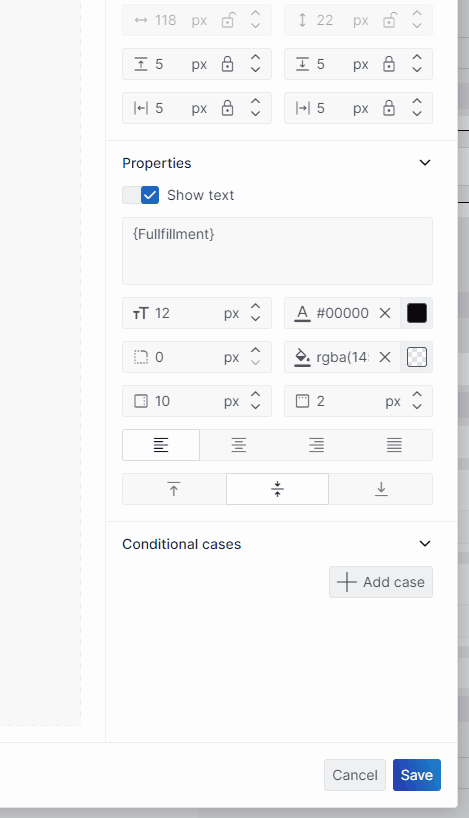 118 px 22 px
5 px 5 px
5 px 5 px
Properties
Show text
{Fullfillment}
12 px #00000
0 px rgba(14
10 px 2 px
Conditional cases
Add case
Cancel Save